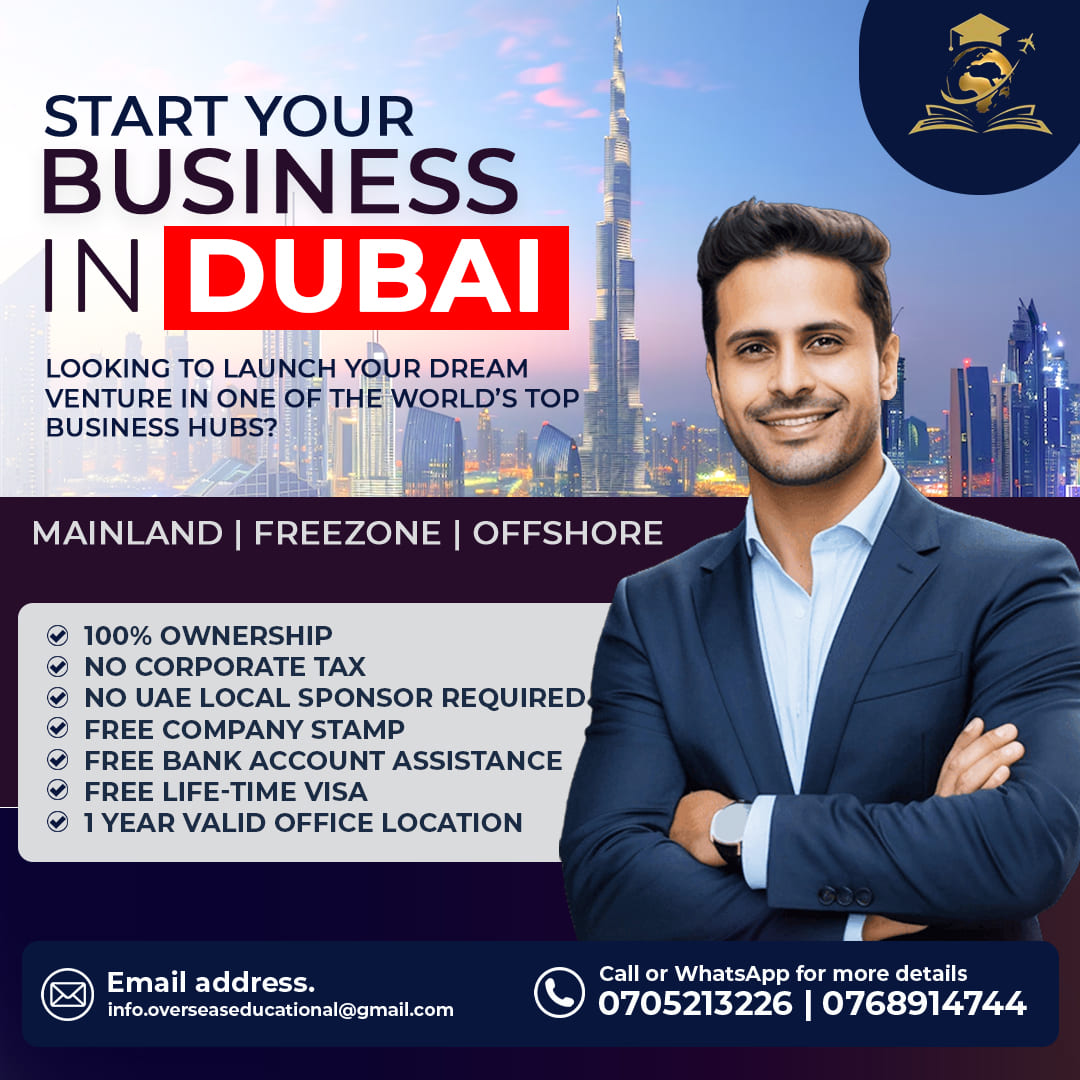 START YOUR
BUSINESS
IN DUBAI
LOOKING TO LAUNCH YOUR DREAM
VENTURE IN ONE OF THE WORLD'S TOP
BUSINESS HUBS?
MAINLAND | FREEZONE | OFFSHORE
100% OWNERSHIP
NO CORPORATE TAX
NO UAE LOCAL SPONSOR REQUIRED.
FREE COMPANY STAMP
FREE BANK ACCOUNT ASSISTANCE
FREE LIFE-TIME VISA
1 YEAR VALID OFFICE LOCATION
Email address.
info.overseaseducational@gmail.com
Call or WhatsApp for more details
0705213226 | 0768914744